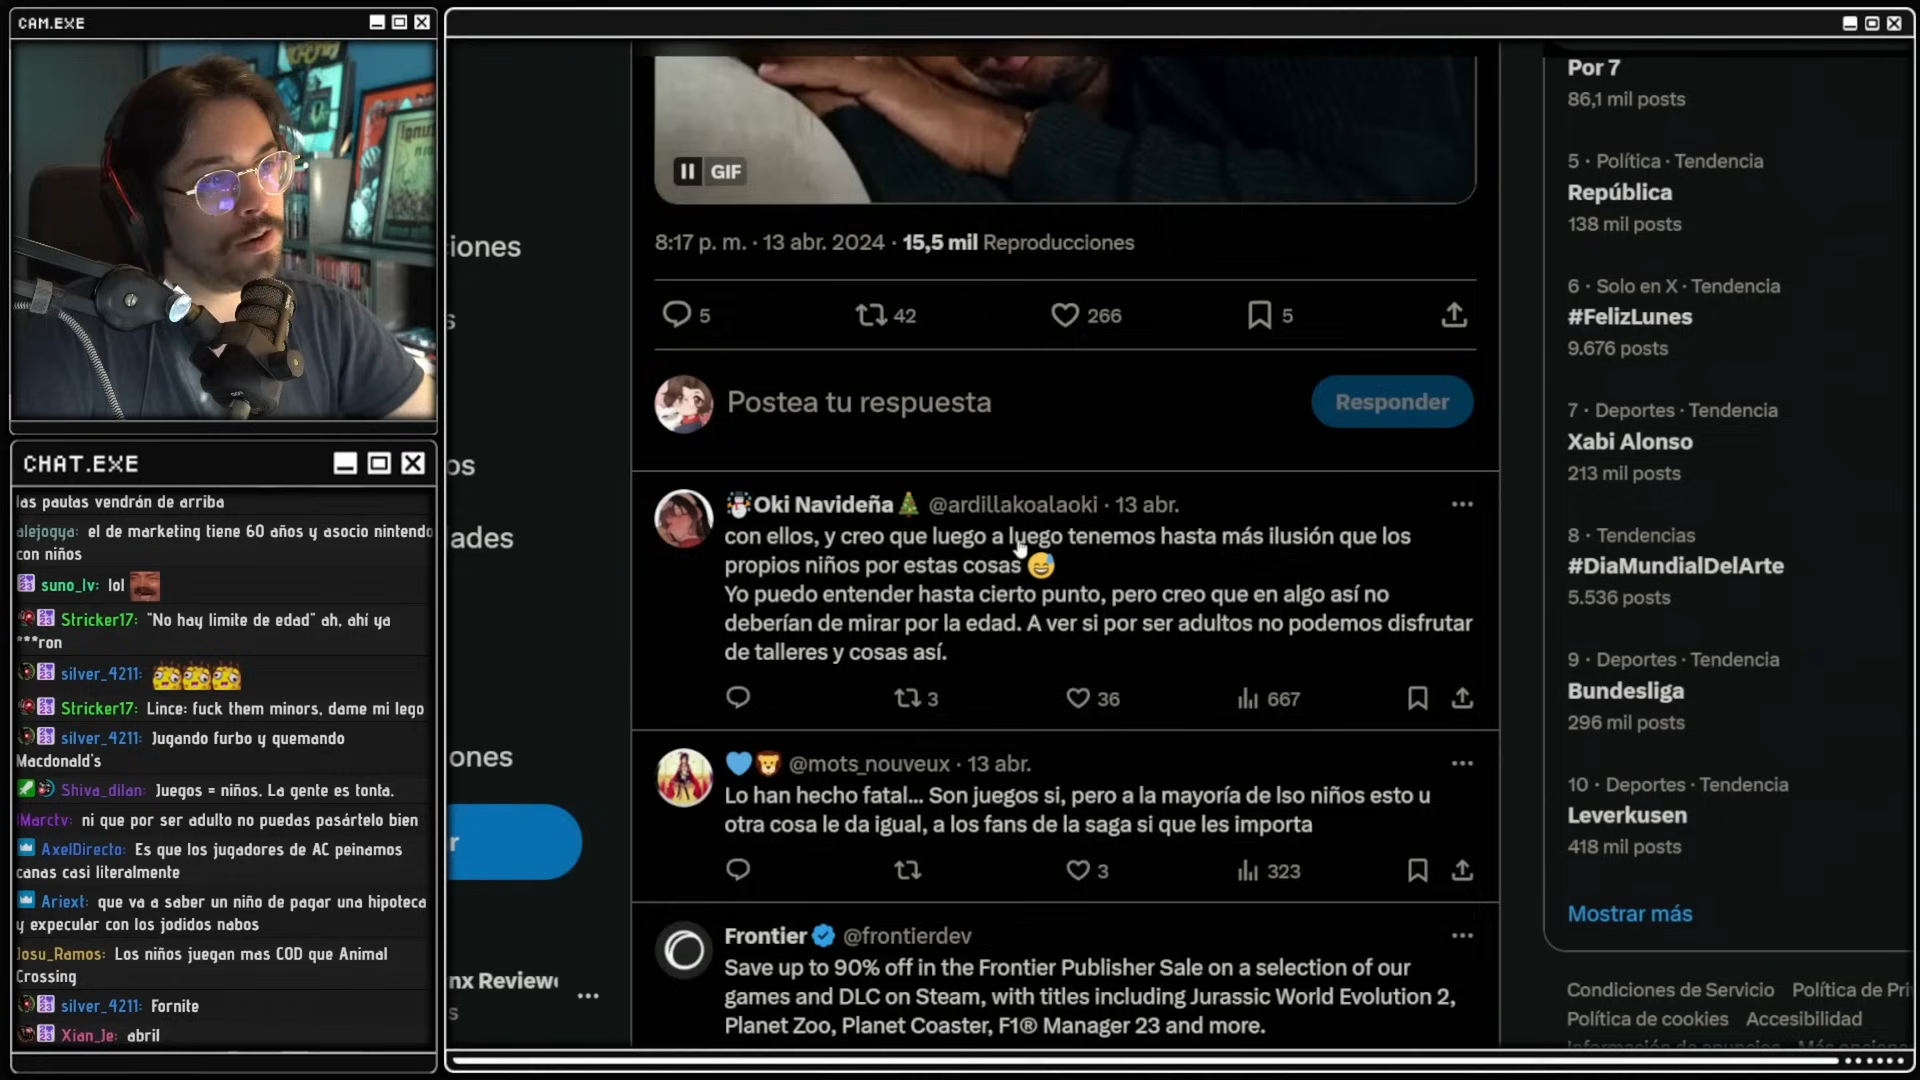 CAM.EXE
CHAT.EXE
las pautas vendrán de arriba
alejogya: el de marketing tiene 60 años y asocio nintendo
con niños
suno_lv: lol
Stricker17: "No hay limite de edad" ah, ahí ya
***ron
silver_4211:
Stricker17: Lince: fuck them minors, dame mi lego
silver_4211: Jugando furbo y quemando
Macdonald's
Shiva_dilan: Juegos = niños. La gente es tonta.
IMarctv: ni que por ser adulto no puedas pasártelo bien
AxelDirecto: Es que los jugadores de AC peinamos
canas casi literalmente
Ariext: que va a saber un niño de pagar una hipoteca
y expecular con los jodidos nabos
Josu_Ramos: Los niños juegan mas COD que Animal
Crossing
silver_4211: Fornite
Xian_Je: abril
iones
s
os
ades
ones
r
nx Review
s
GIF
8:17 p. m. · 13 abr. 2024 · 15,5 mil Reproducciones
5 42 266 5
Postea tu respuesta
Responder
Oki Navideña @ardillakoalaoki · 13 abr.
con ellos, y creo que luego a luego tenemos hasta más ilusión que los
propios niños por estas cosas
Yo puedo entender hasta cierto punto, pero creo que en algo así no
deberían de mirar por la edad. A ver si por ser adultos no podemos disfrutar
de talleres y cosas así.
3 36 667
@mots_nouveux · 13 abr.
Lo han hecho fatal... Son juegos si, pero a la mayoría de lso niños esto u
otra cosa le da igual, a los fans de la saga si que les importa
3 323
Frontier @frontierdev
Save up to 90% off in the Frontier Publisher Sale on a selection of our
games and DLC on Steam, with titles including Jurassic World Evolution 2,
Planet Zoo, Planet Coaster, F1® Manager 23 and more.
Por 7
86,1 mil posts
5 · Política · Tendencia
República
138 mil posts
6 · Solo en X · Tendencia
#FelizLunes
9.676 posts
7 · Deportes · Tendencia
Xabi Alonso
213 mil posts
8 · Tendencias
#DiaMundialDelArte
5.536 posts
9 · Deportes · Tendencia
Bundesliga
296 mil posts
10 · Deportes · Tendencia
Leverkusen
418 mil posts
Mostrar más
Condiciones de Servicio Política de Pri
Política de cookies Accesibilidad